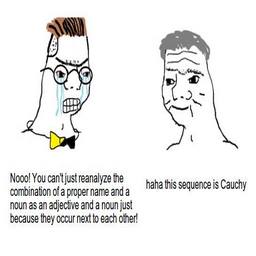 Nooo! You can't just reanalyze the
combination of a proper name and a
noun as an adjective and a noun just
because they occur next to each other!
haha this sequence is Cauchy